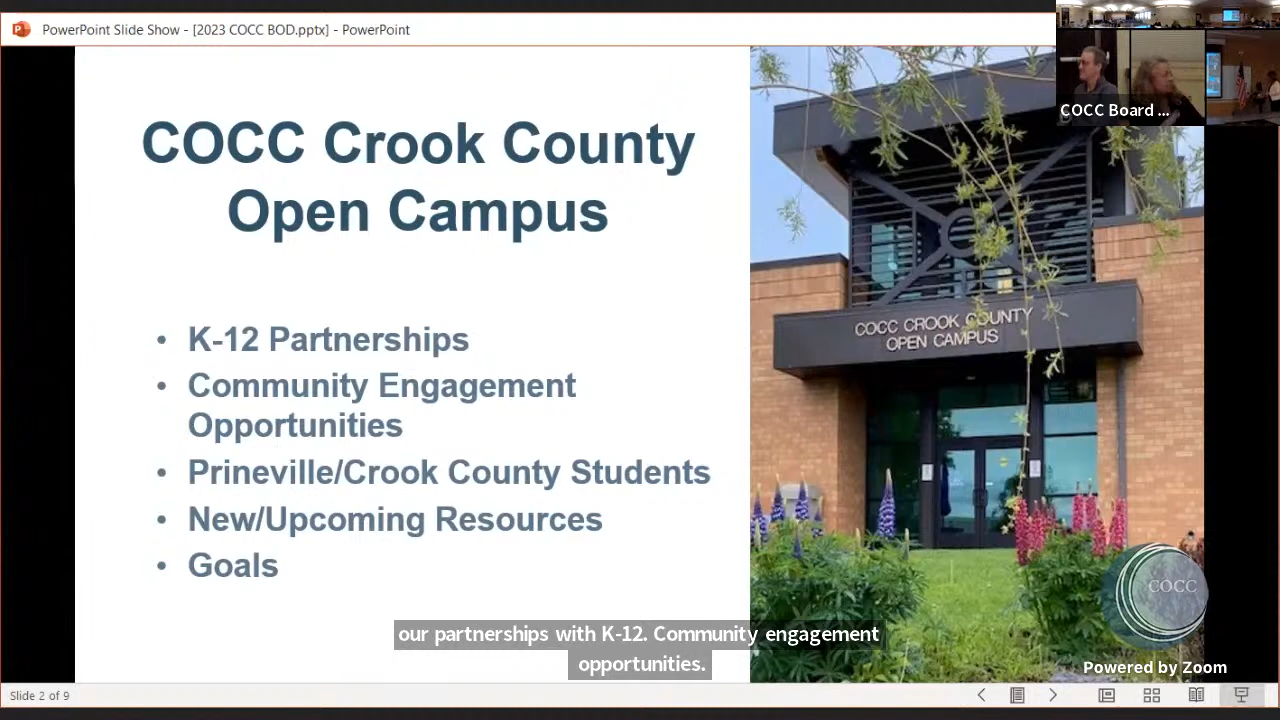 PowerPoint Slide Show - [2023 COCC BOD.pptx] - PowerPoint
COCC Board ...
COCC Crook County
Open Campus
• K-12 Partnerships
• Community Engagement
Opportunities
• Prineville/Crook County Students
• New/Upcoming Resources
• Goals
COCC CROOK COUNTY
OPEN CAMPUS
COCC
our partnerships with K-12. Community engagement
opportunities.
Powered by Zoom
Slide 2 of 9